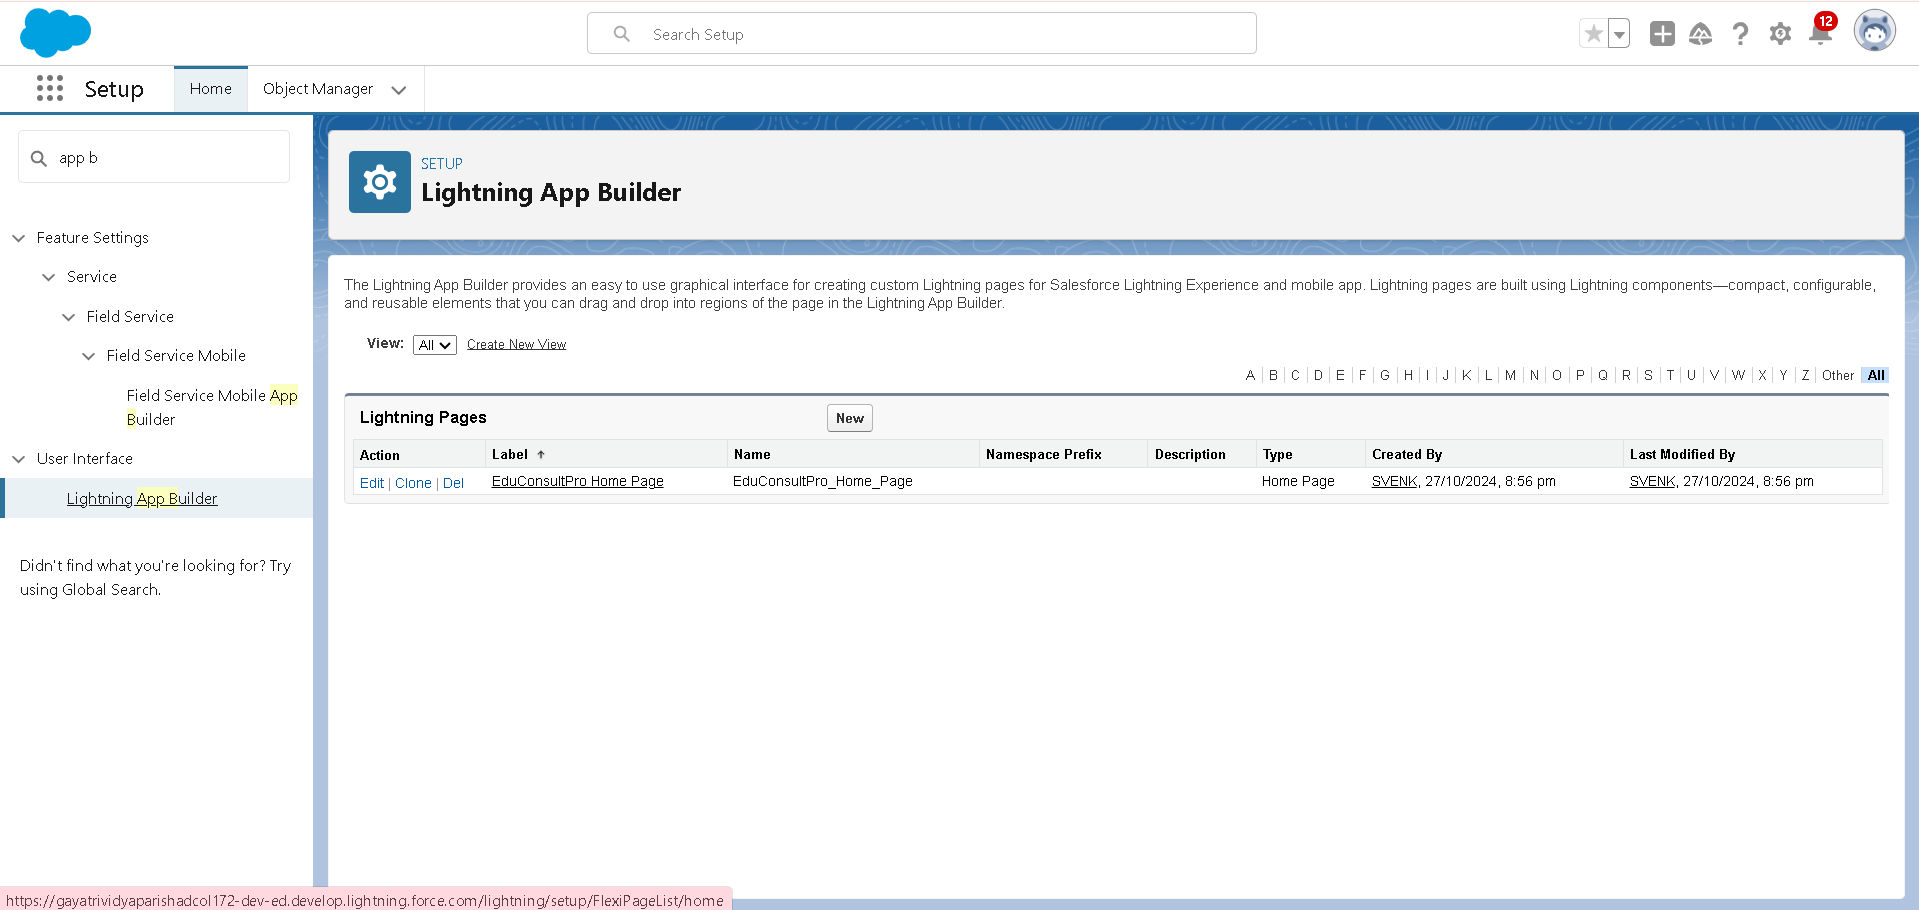 Search Setup
12
Setup
Home
Object Manager
app b
Feature Settings
Service
Field Service
Field Service Mobile
Field Service Mobile App
Builder
User Interface
Lightning App Builder
Didn't find what you're looking for? Try
using Global Search.
SETUP
Lightning App Builder
The Lightning App Builder provides an easy to use graphical interface for creating custom Lightning pages for Salesforce Lightning Experience and mobile app. Lightning pages are built using Lightning components—compact, configurable,
and reusable elements that you can drag and drop into regions of the page in the Lightning App Builder.
View: All Create New View
A B C D E F G H I J K L M N O P Q R S T U V W X Y Z Other All
Lightning Pages New
Action Label Name Namespace Prefix Description Type Created By Last Modified By
Edit | Clone | Del EduConsultPro Home Page EduConsultPro_Home_Page Home Page SVENK, 27/10/2024, 8:56 pm SVENK, 27/10/2024, 8:56 pm
https://gayatrividyaparishadcol172-dev-ed.develop.lightning.force.com/lightning/setup/FlexiPageList/home